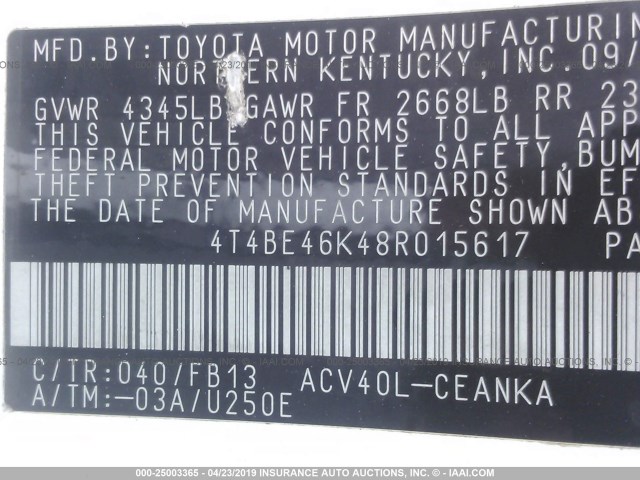 MFD. BY: TOYOTA MOTOR MANUFACTURIN
NORTHERN KENTUCKY, INC. 09/
GVWR 4345LB GAWR FR 2668LB RR 23
THIS VEHICLE CONFORMS TO ALL APP
FEDERAL MOTOR VEHICLE SAFETY, BUM
THEFT PREVENTION STANDARDS IN EF
THE DATE OF MANUFACTURE SHOWN AB
4T4BE46K48R015617 PA
C/TR: 040/FB13 ACV40L-CEANKA
A/TM: -03A/U250E
000-25003365 - 04/23/2019 INSURANCE AUTO AUCTIONS INC. - © - IAAI.COM